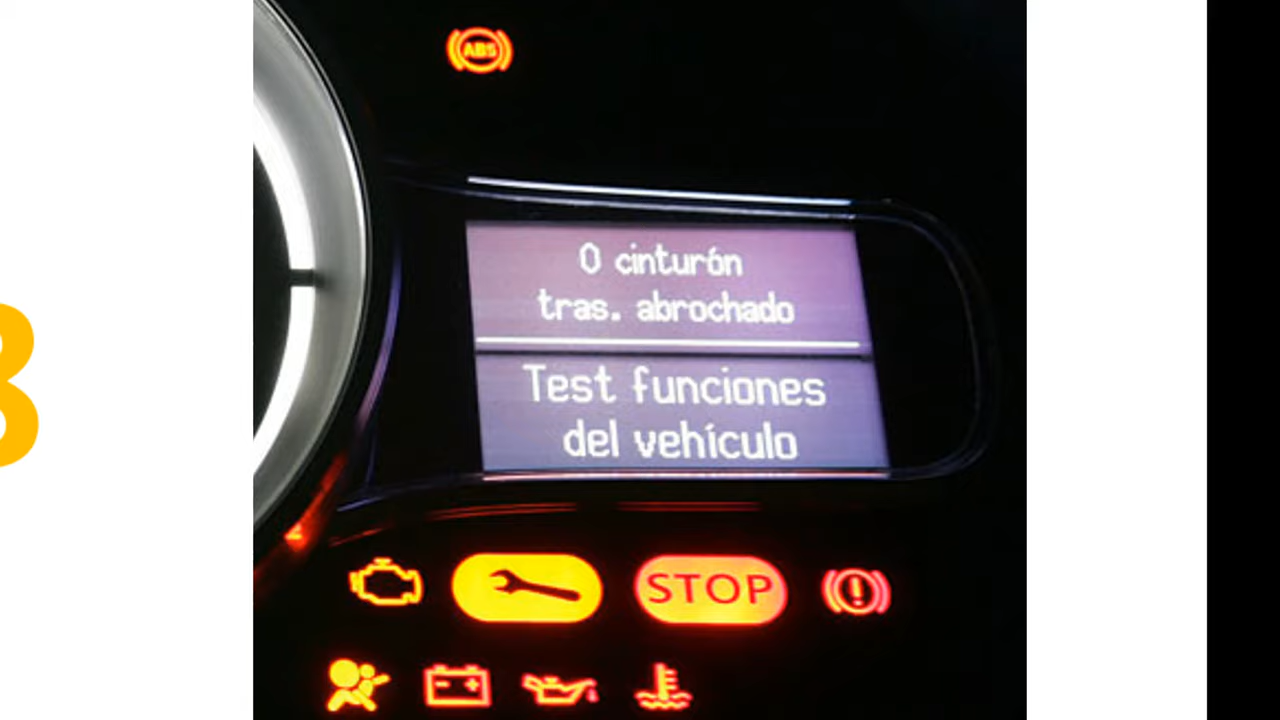 ABS
0 cinturón
tras. abrochado
Test funciones
del vehículo
STOP